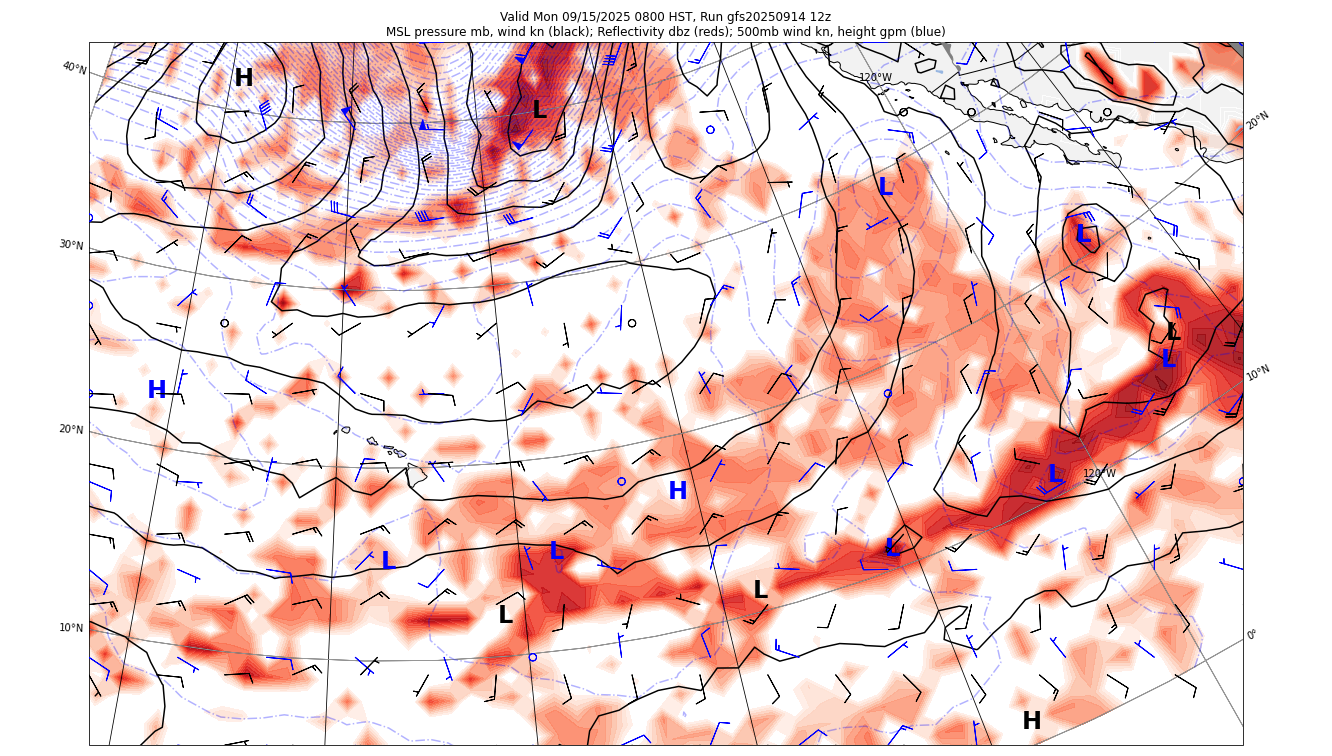 Valid Mon 09/15/2025 0800 HST, Run gfs20250914 12z
MSL pressure mb, wind kn (black); Reflectivity dbz (reds); 500mb wind kn, height gpm (blue)
40°N
H
L
120°W
20°N
L
30°N
L
L
L
10°N
H
20°N
L
120°W
H
L
L
L
L
L
10°N
0°
H